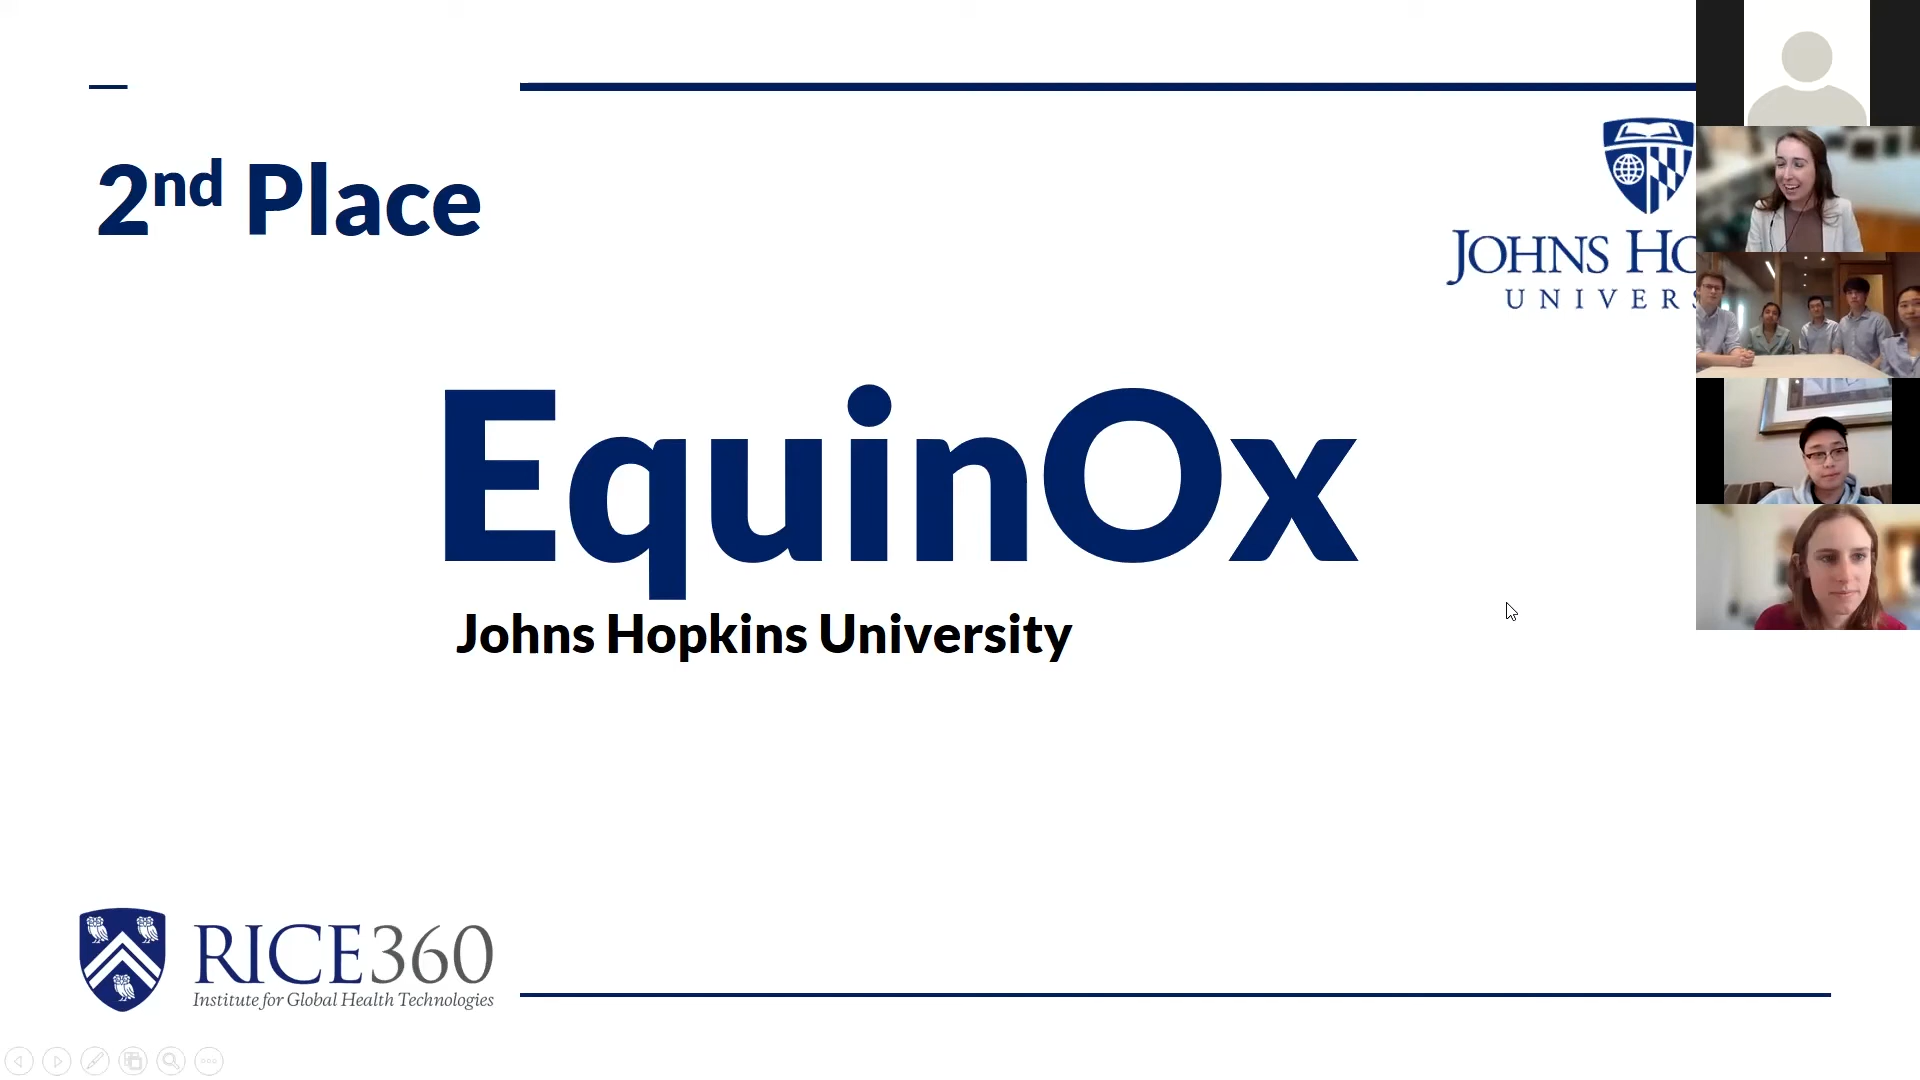 2nd Place
JOHNS HO
UNIVERS
EquinOx
Johns Hopkins University
RICE360
Institute for Global Health Technologies